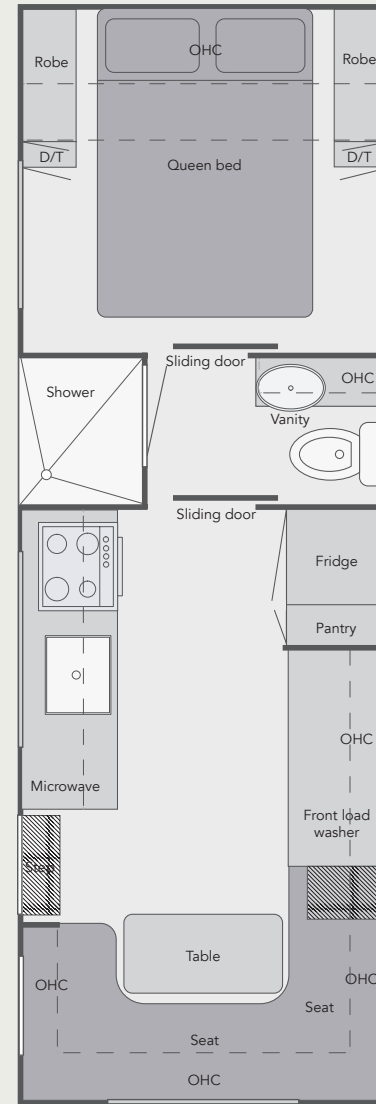 Robe
OHC
Robe
D/T
Queen bed
D/T
Sliding door
Shower
OHC
Vanity
Sliding door
Fridge
Pantry
OHC
Microwave
Front load
washer
Step
Table
OHC
OHC
Seat
Seat
OHC